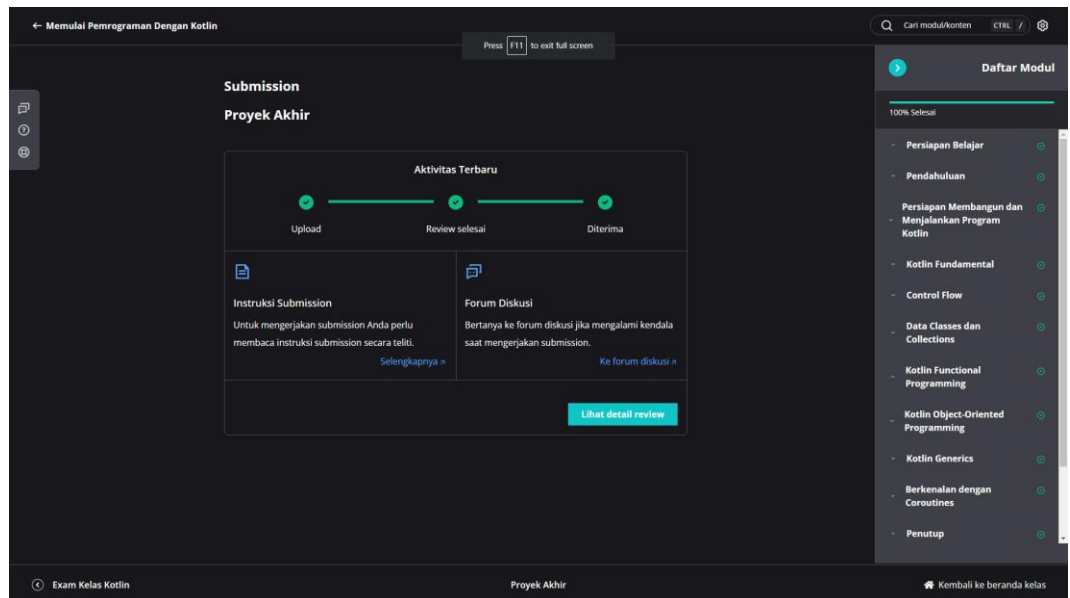 ← Memulai Pemrograman Dengan Kotlin
Cari modul/konten CTRL /
Press F11 to exit full screen
Submission
Proyek Akhir
Aktivitas Terbaru
Upload Review selesai Diterima
Instruksi Submission
Untuk mengerjakan submission Anda perlu
membaca instruksi submission secara teliti.
Selengkapnya
Forum Diskusi
Bertanya ke forum diskusi jika mengalami kendala
saat mengerjakan submission.
Ke forum diskusi
Lihat detail review
Daftar Modul
100% Selesai
Persiapan Belajar
Pendahuluan
Persiapan Membangun dan
Menjalankan Program
Kotlin
Kotlin Fundamental
Control Flow
Data Classes dan
Collections
Kotlin Functional
Programming
Kotlin Object-Oriented
Programming
Kotlin Generics
Berkenalan dengan
Coroutines
Penutup
Exam Kelas Kotlin
Proyek Akhir
Kembali ke beranda kelas